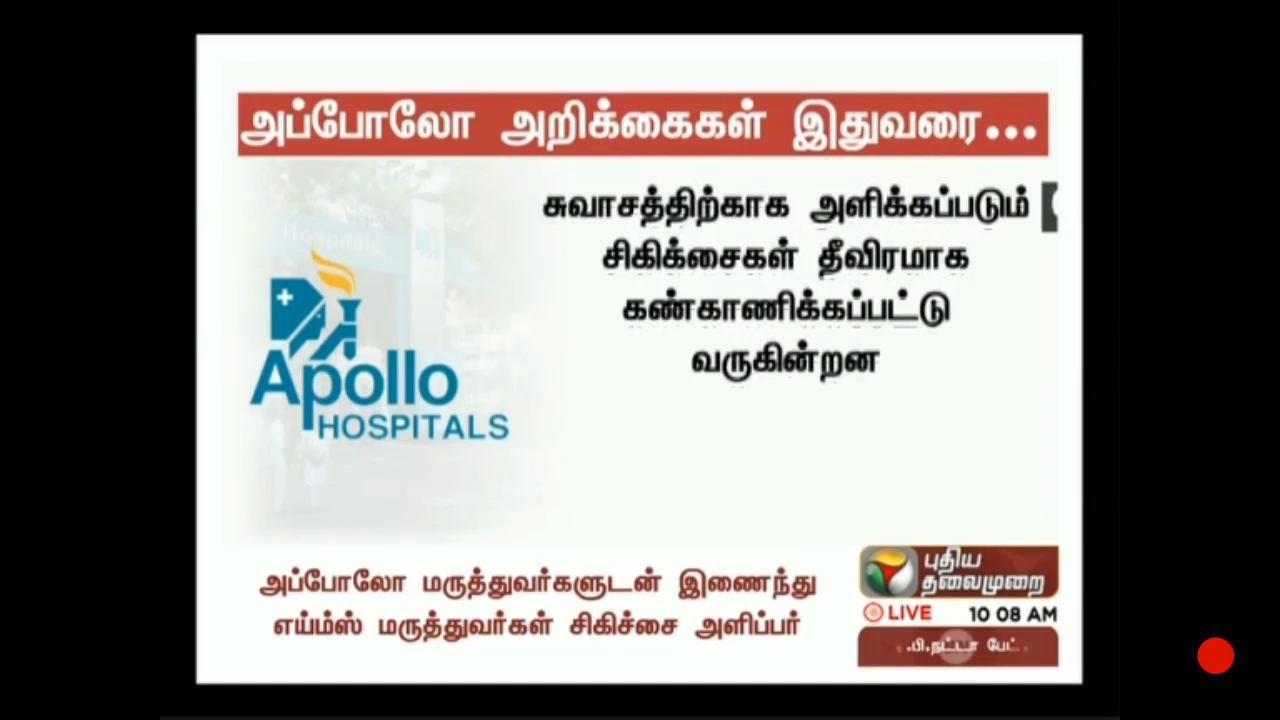 அப்போலோ அறிக்கைகள் இதுவரை...
சுவாசத்திற்காக அளிக்கப்படும்
சிகிக்சைகள் தீவிரமாக
கண்காணிக்கப்பட்டு
வருகின்றன
Apollo
HOSPITALS
அப்போலோ மருத்துவர்களுடன் இணைந்து
எய்ம்ஸ் மருத்துவர்கள் சிகிச்சை அளிப்பர்
புதிய
தலைமுறை
LIVE 10 08 AM
.பி.நட்டா பேட்